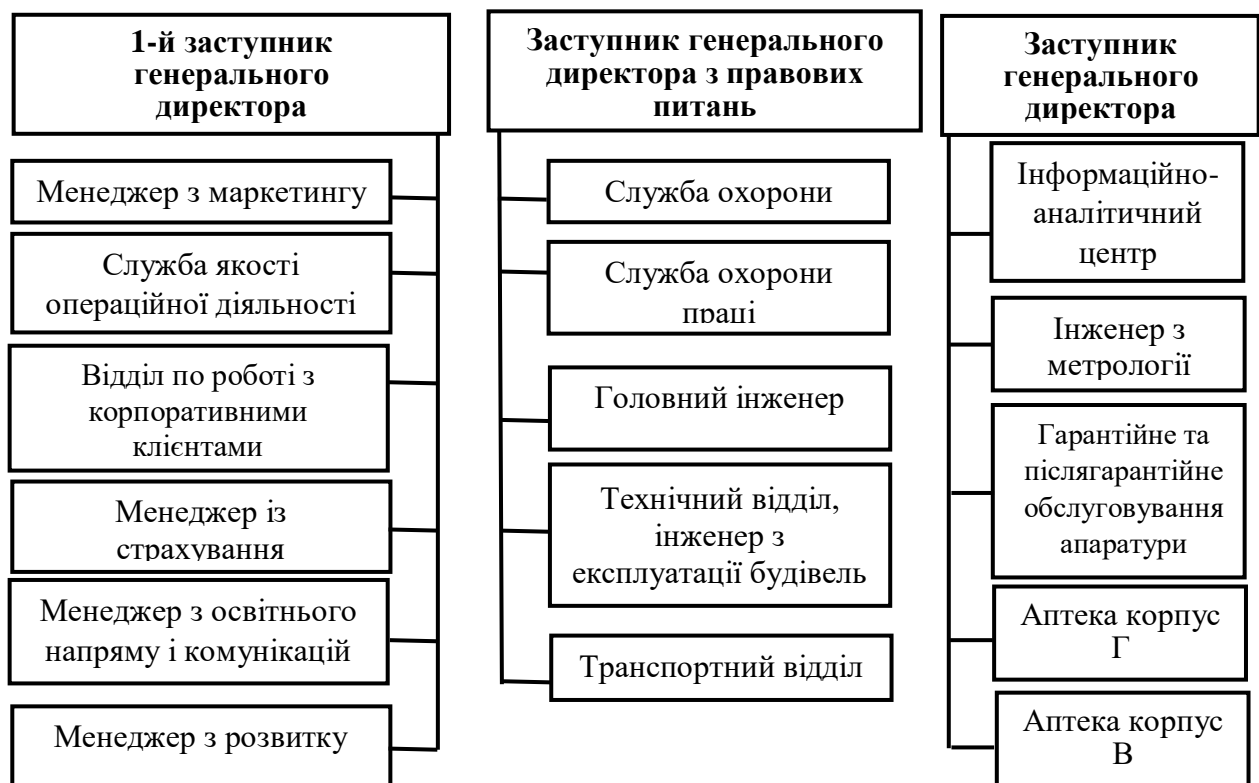 1-й заступник
генерального
директора
Менеджер з маркетингу
Служба якості
операційної діяльності
Відділ по роботі з
корпоративними
клієнтами
Менеджер із
страхування
Менеджер з освітнього
напряму і комунікацій
Менеджер з розвитку
Заступник генерального
директора з правових
питань
Служба охорони
Служба охорони
праці
Головний інженер
Технічний відділ,
інженер з
експлуатації будівель
Транспортний відділ
Заступник
генерального
директора
Інформаційно-
аналітичний
центр
Інженер з
метрології
Гарантійне та
післягарантійне
обслуговування
апаратури
Аптека корпус
Г
Аптека корпус
В